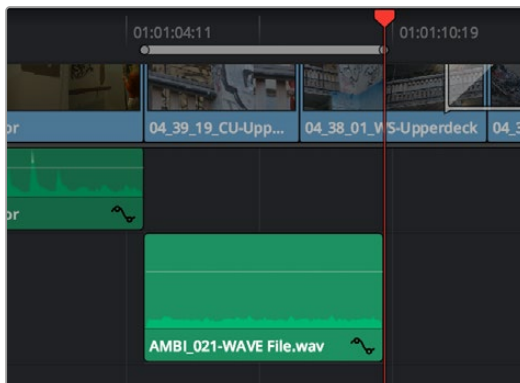 01:01:04:11
01:01:10:19
or
04_39_19_CU-Upp...
04_38_01_WS-Upperdeck
04_3
or
AMBI_021-WAVE File.wav